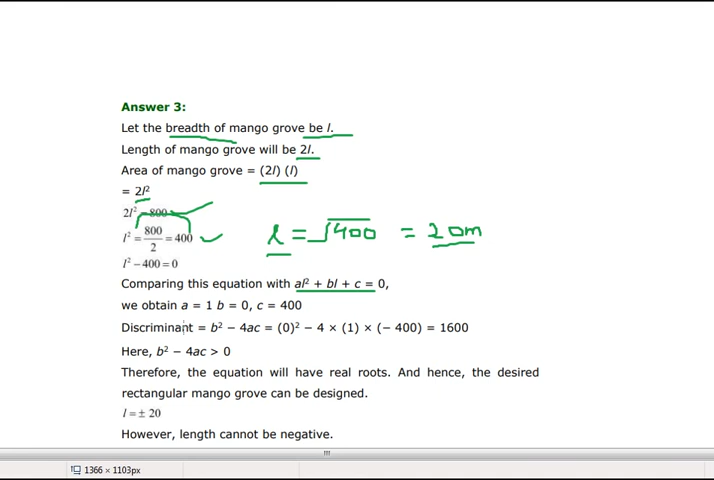 Answer 3:
Let the breadth of mango grove be l.
Length of mango grove will be 2l.
Area of mango grove = (2l) (l)
= 2l²
2l² = 800
l² = 800/2 = 400
l = √400 = 20m
l² − 400 = 0
Comparing this equation with al² + bl + c = 0,
we obtain a = 1 b = 0, c = 400
Discriminant = b² − 4ac = (0)² − 4 × (1) × (− 400) = 1600
Here, b² − 4ac > 0
Therefore, the equation will have real roots. And hence, the desired
rectangular mango grove can be designed.
l = ± 20
However, length cannot be negative.
1366 × 1103px